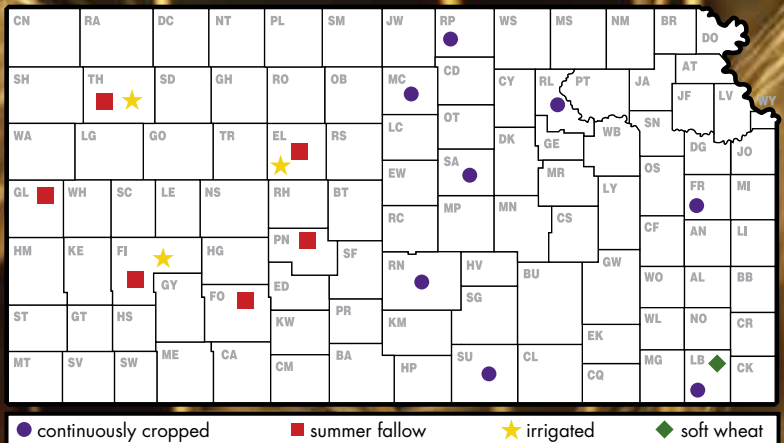 CN RA DC NT PL SM JW RP WS MS NM BR DO
SH TH SD GH RO OB MC CD CY RL PT JA AT
JF LV WY
WA LG GO TR EL RS LC OT DK GE WB SN DG JO
GL WH SC LE NS RH BT EW SA MR LY OS FR MI
RC MP MN CS
HM KE FI HG PN SF RN HV BU GW CF AN LI
GY FO ED SG WO AL BB
ST GT HS KW PR KM EK WL NO CR
MT SV SW ME CA CM BA HP SU CL CQ MG LB CK
continuously cropped summer fallow irrigated soft wheat